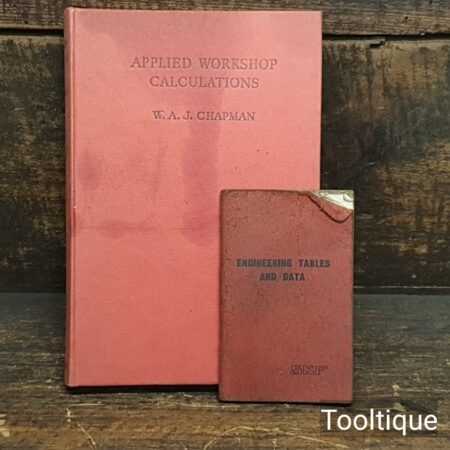 APPLIED WORKSHOP
CALCULATIONS
W. A. J. CHAPMAN
ENGINEERING TABLES
AND DATA
Tooltique